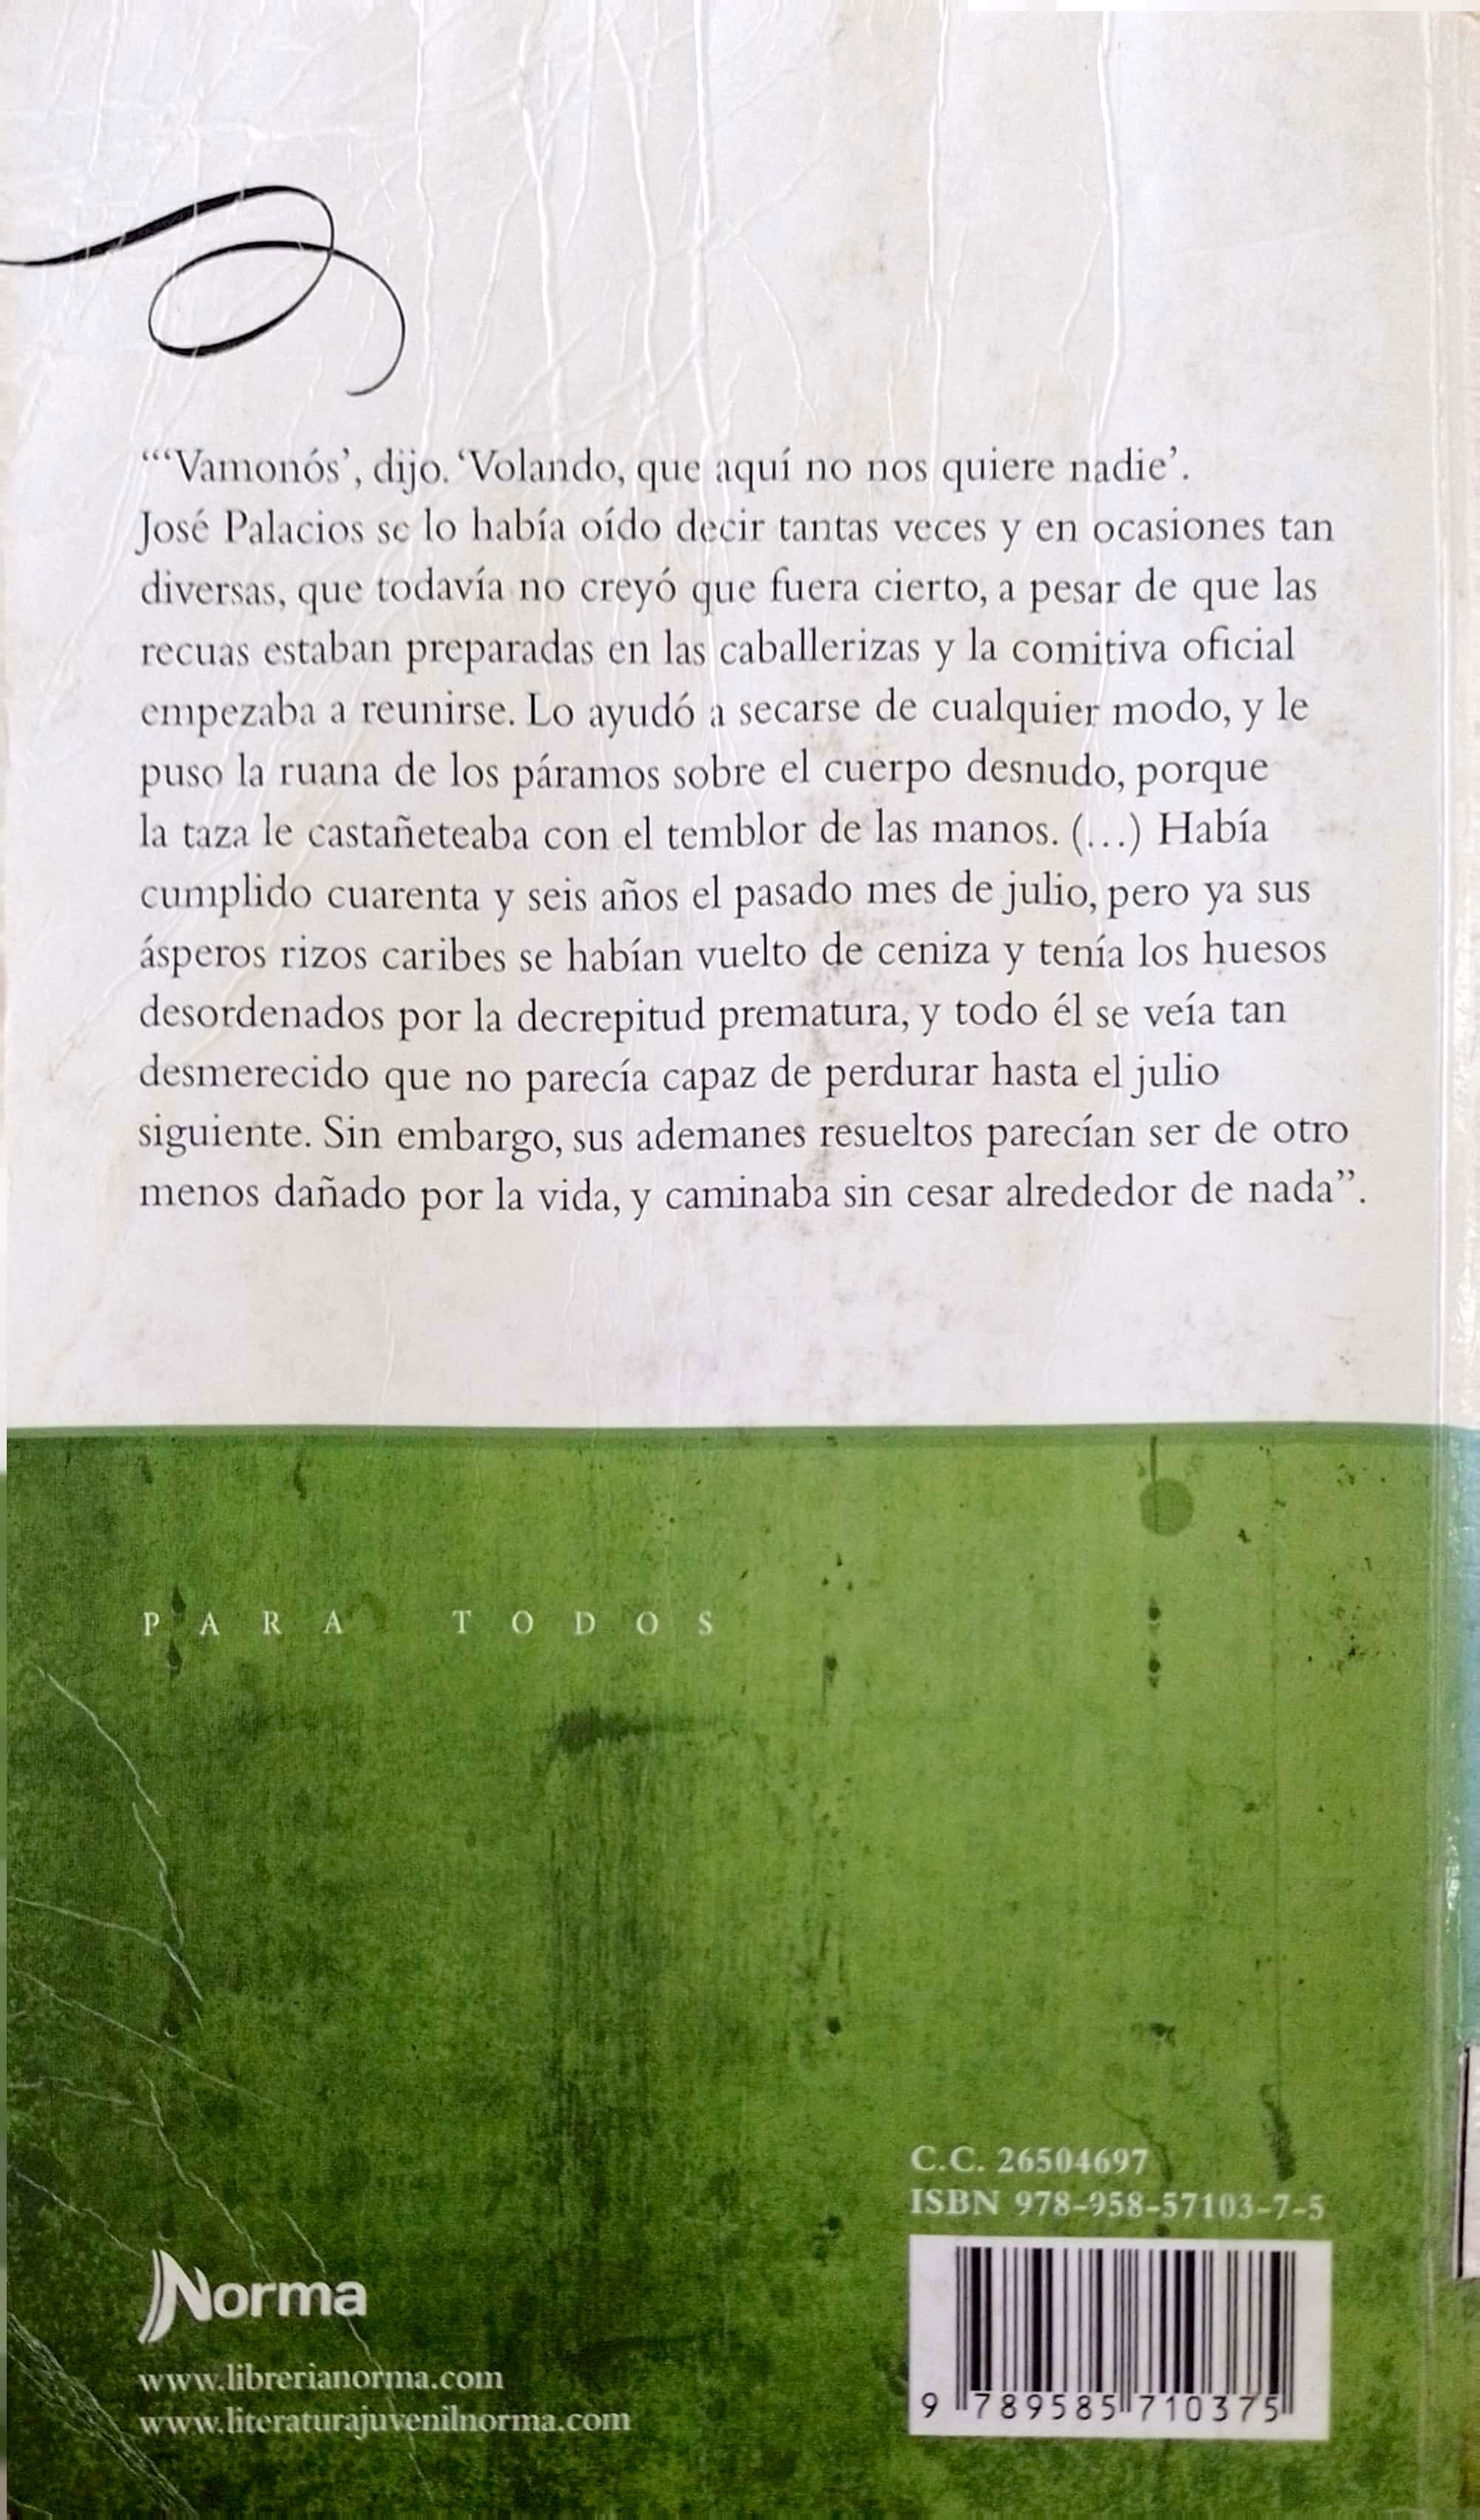 “‘Vamonós’, dijo. ‘Volando, que aquí no nos quiere nadie’.
José Palacios se lo había oído decir tantas veces y en ocasiones tan
diversas, que todavía no creyó que fuera cierto, a pesar de que las
recuas estaban preparadas en las caballerizas y la comitiva oficial
empezaba a reunirse. Lo ayudó a secarse de cualquier modo, y le
puso la ruana de los páramos sobre el cuerpo desnudo, porque
la taza le castañeteaba con el temblor de las manos. (…) Había
cumplido cuarenta y seis años el pasado mes de julio, pero ya sus
ásperos rizos caribes se habían vuelto de ceniza y tenía los huesos
desordenados por la decrepitud prematura, y todo él se veía tan
desmerecido que no parecía capaz de perdurar hasta el julio
siguiente. Sin embargo, sus ademanes resueltos parecían ser de otro
menos dañado por la vida, y caminaba sin cesar alrededor de nada”.
PARA TODOS
C.C. 26504697
ISBN 978-958-57103-7-5
9 789585 710375
Norma
www.librerianorma.com
www.literaturajuvenilnorma.com